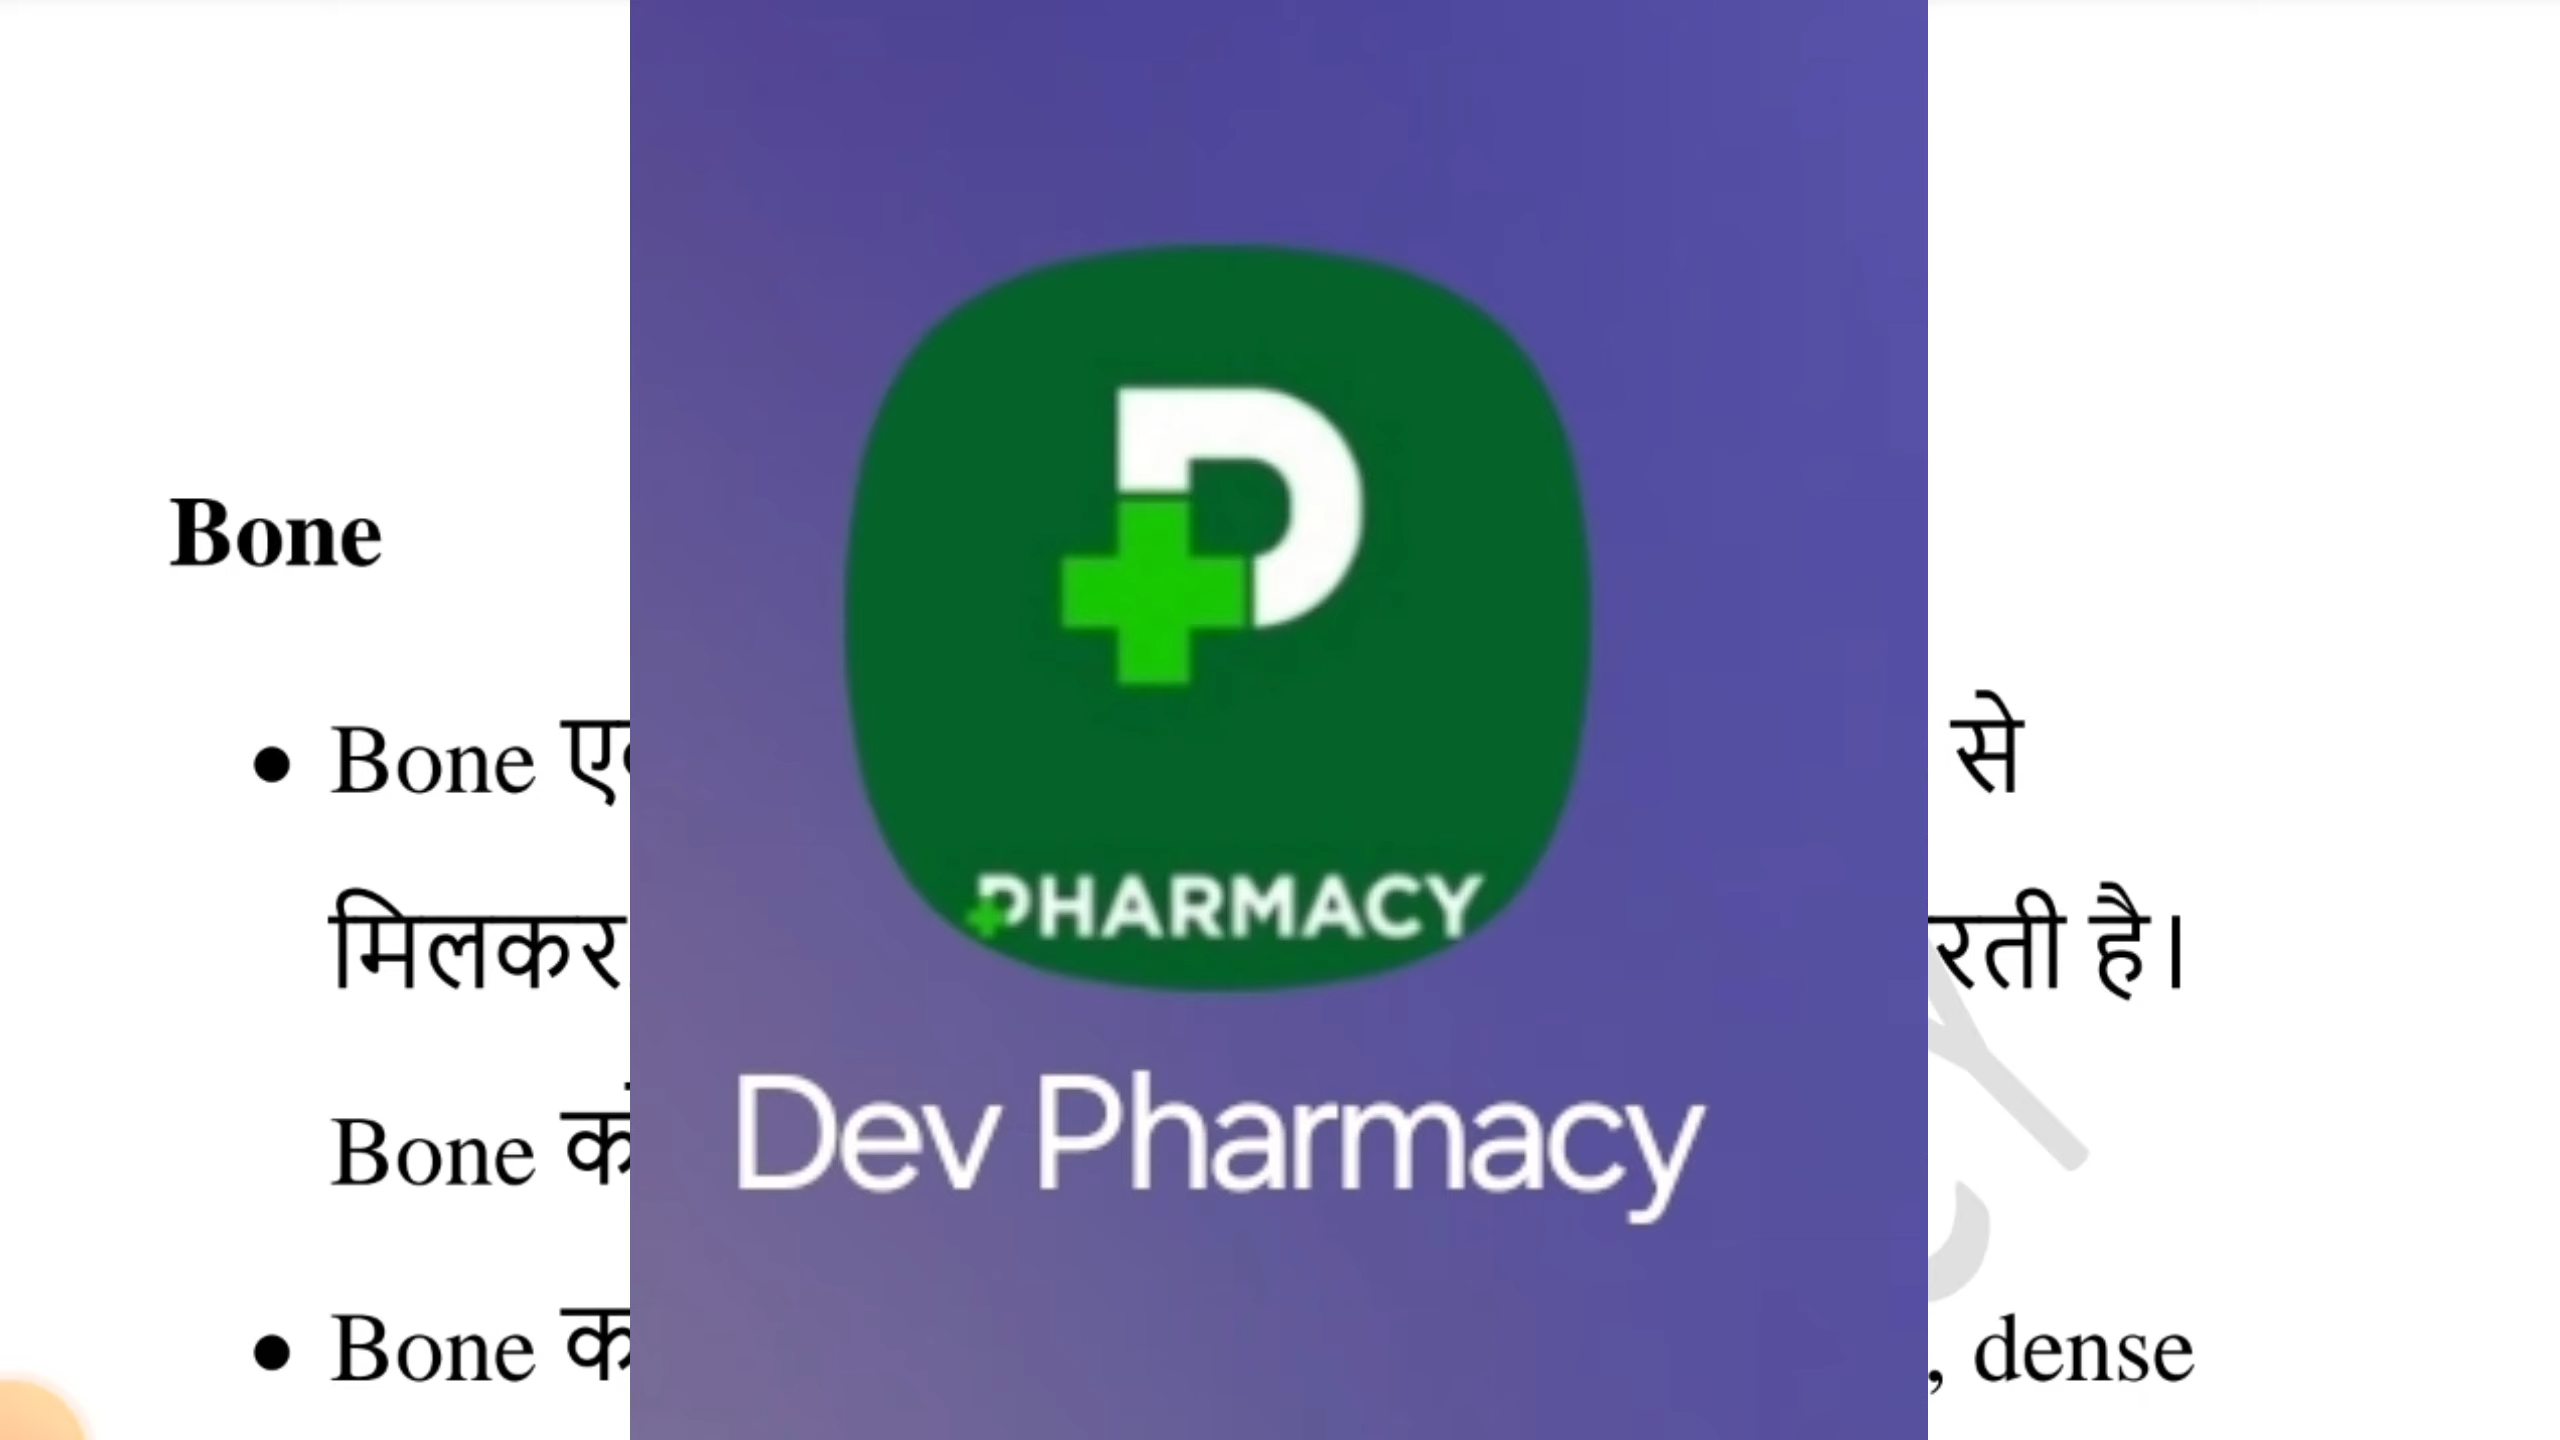 Bone
Bone से
मिलकर रती है।
Bone
Bone , dense
PHARMACY
Dev Pharmacy